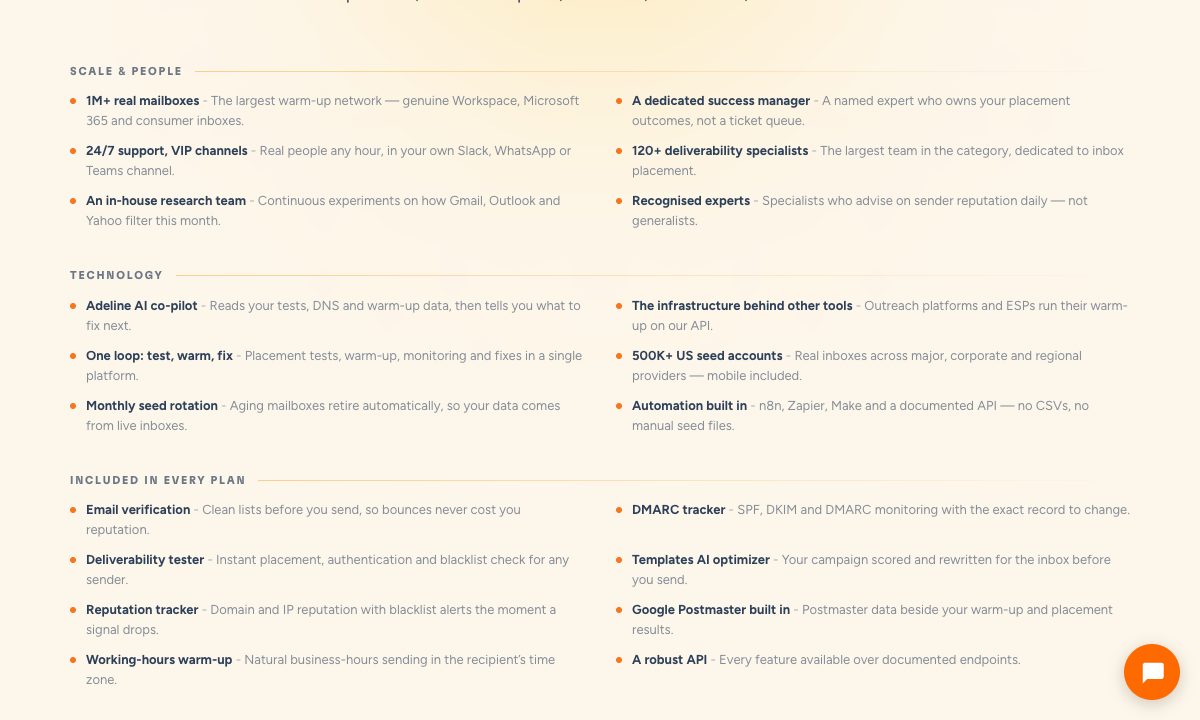 SCALE & PEOPLE
1M+ real mailboxes - The largest warm-up network — genuine Workspace, Microsoft
365 and consumer inboxes.
A dedicated success manager - A named expert who owns your placement
outcomes, not a ticket queue.
24/7 support, VIP channels - Real people any hour, in your own Slack, WhatsApp or
Teams channel.
120+ deliverability specialists - The largest team in the category, dedicated to inbox
placement.
An in-house research team - Continuous experiments on how Gmail, Outlook and
Yahoo filter this month.
Recognised experts - Specialists who advise on sender reputation daily — not
generalists.
TECHNOLOGY
Adeline AI co-pilot - Reads your tests, DNS and warm-up data, then tells you what to
fix next.
The infrastructure behind other tools - Outreach platforms and ESPs run their warm-
up on our API.
One loop: test, warm, fix - Placement tests, warm-up, monitoring and fixes in a single
platform.
500K+ US seed accounts - Real inboxes across major, corporate and regional
providers — mobile included.
Monthly seed rotation - Aging mailboxes retire automatically, so your data comes
from live inboxes.
Automation built in - n8n, Zapier, Make and a documented API — no CSVs, no
manual seed files.
INCLUDED IN EVERY PLAN
Email verification - Clean lists before you send, so bounces never cost you
reputation.
DMARC tracker - SPF, DKIM and DMARC monitoring with the exact record to change.
Deliverability tester - Instant placement, authentication and blacklist check for any
sender.
Templates AI optimizer - Your campaign scored and rewritten for the inbox before
you send.
Reputation tracker - Domain and IP reputation with blacklist alerts the moment a
signal drops.
Google Postmaster built in - Postmaster data beside your warm-up and placement
results.
Working-hours warm-up - Natural business-hours sending in the recipient's time
zone.
A robust API - Every feature available over documented endpoints.